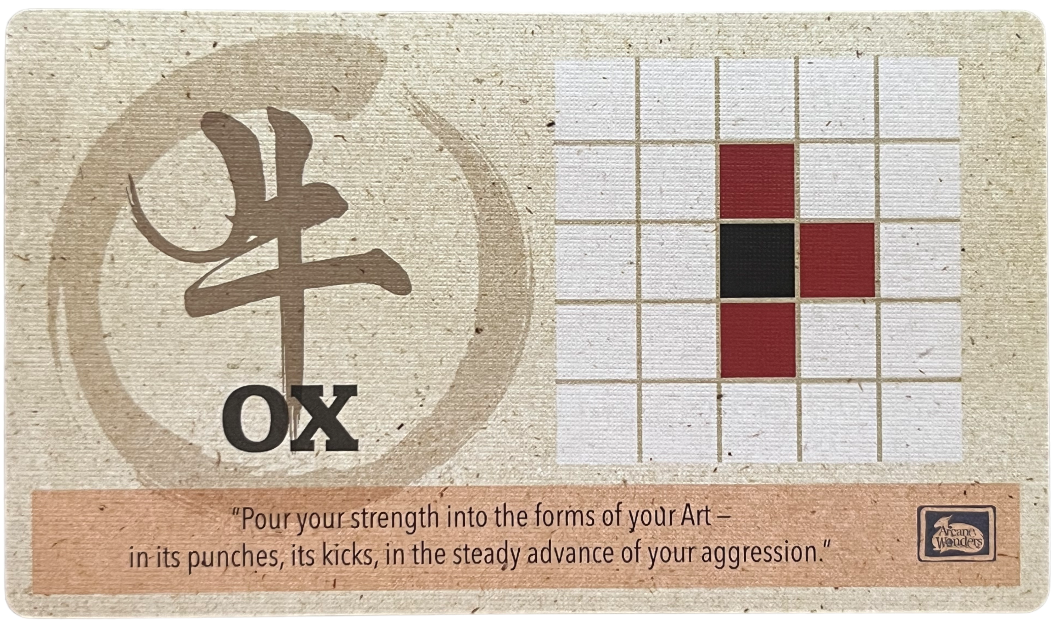 牛
OX
“Pour your strength into the forms of your Art –
in its punches, its kicks, in the steady advance of your aggression.”
Arcane
Wonders